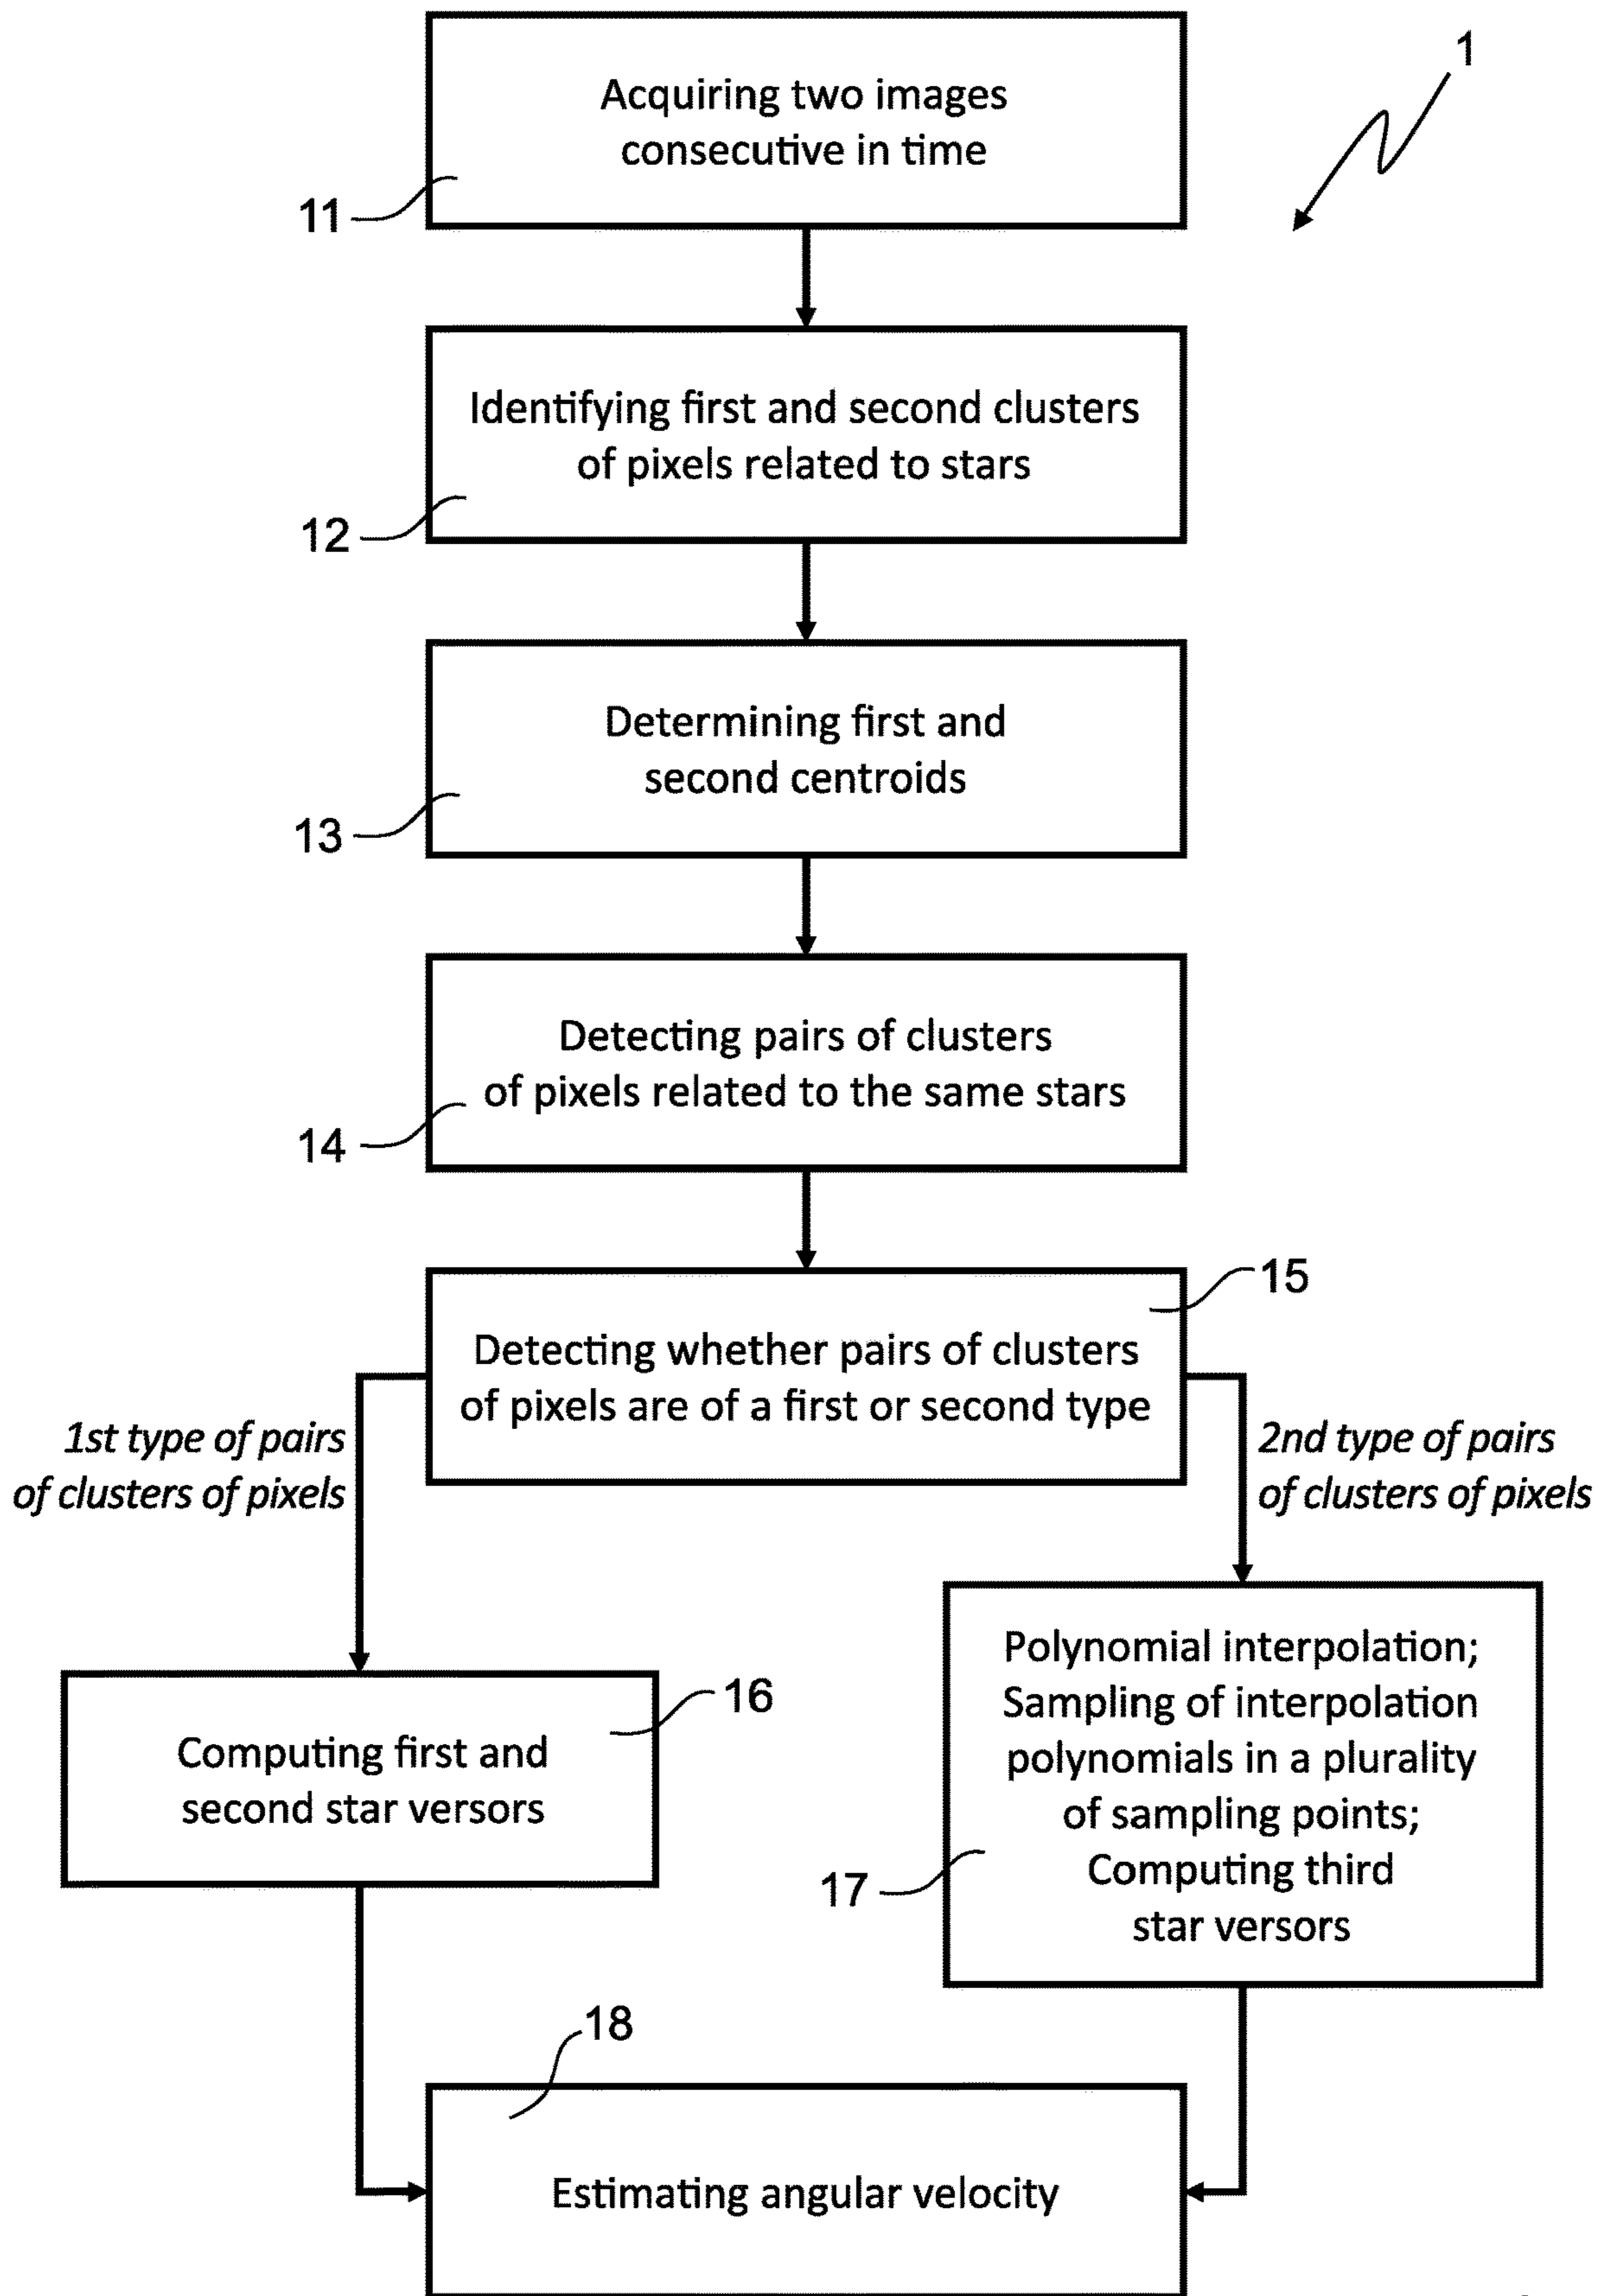 1
Acquiring two images
consecutive in time
11
Identifying first and second clusters
of pixels related to stars
12
Determining first and
second centroids
13
Detecting pairs of clusters
of pixels related to the same stars
14
15
Detecting whether pairs of clusters
of pixels are of a first or second type
1st type of pairs
of clusters of pixels
2nd type of pairs
of clusters of pixels
16
Computing first and
second star versors
Polynomial interpolation;
Sampling of interpolation
polynomials in a plurality
of sampling points;
Computing third
star versors
17
18
Estimating angular velocity